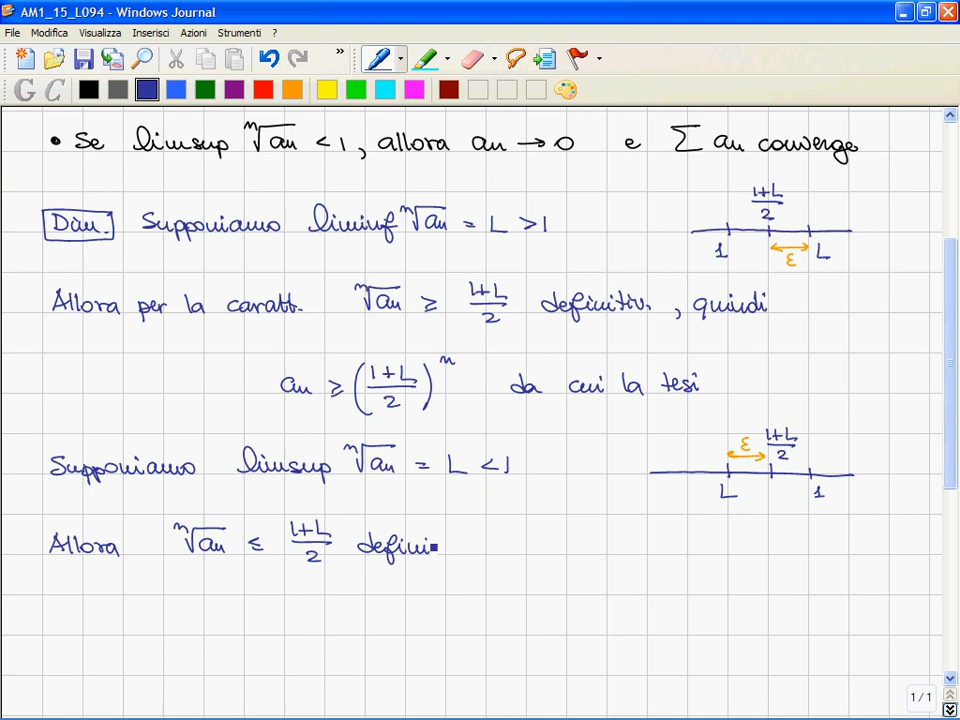 AM1_15_L094 - Windows Journal
File Modifica Visualizza Inserisci Azioni Strumenti ?
»
G C
• Se limsup ⁿ√an < 1, allora an → 0 e ∑ an converge
Dim. Supponiamo liminf ⁿ√an = L > 1
1+L/2
1 ε L
Allora per la caratt. ⁿ√an ≥ 1+L/2 definitiv., quindi
an ≥ (1+L/2)ⁿ da cui la tesi
Supponiamo limsup ⁿ√an = L < 1
ε 1+L/2
L 1
Allora ⁿ√an ≤ 1+L/2 defini
1 / 1